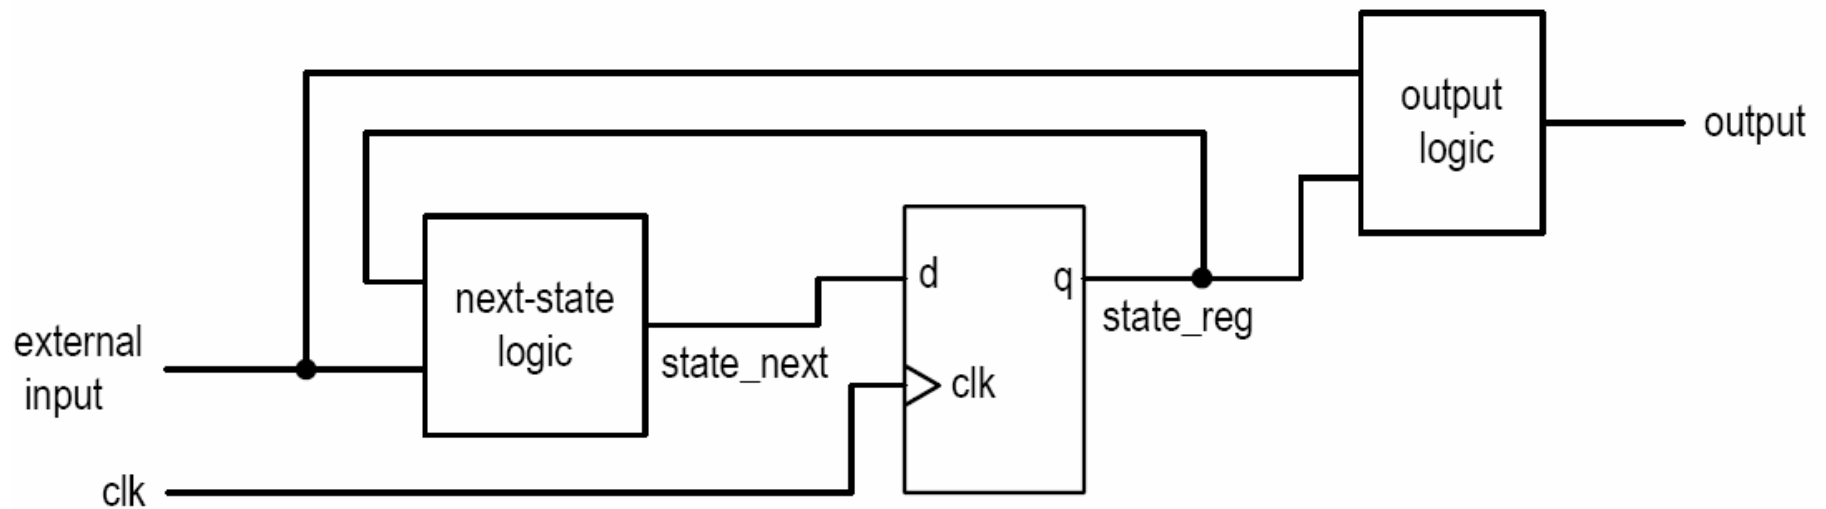 output
logic
output
next-state
logic
d
q
state_reg
external
input
state_next
clk
clk